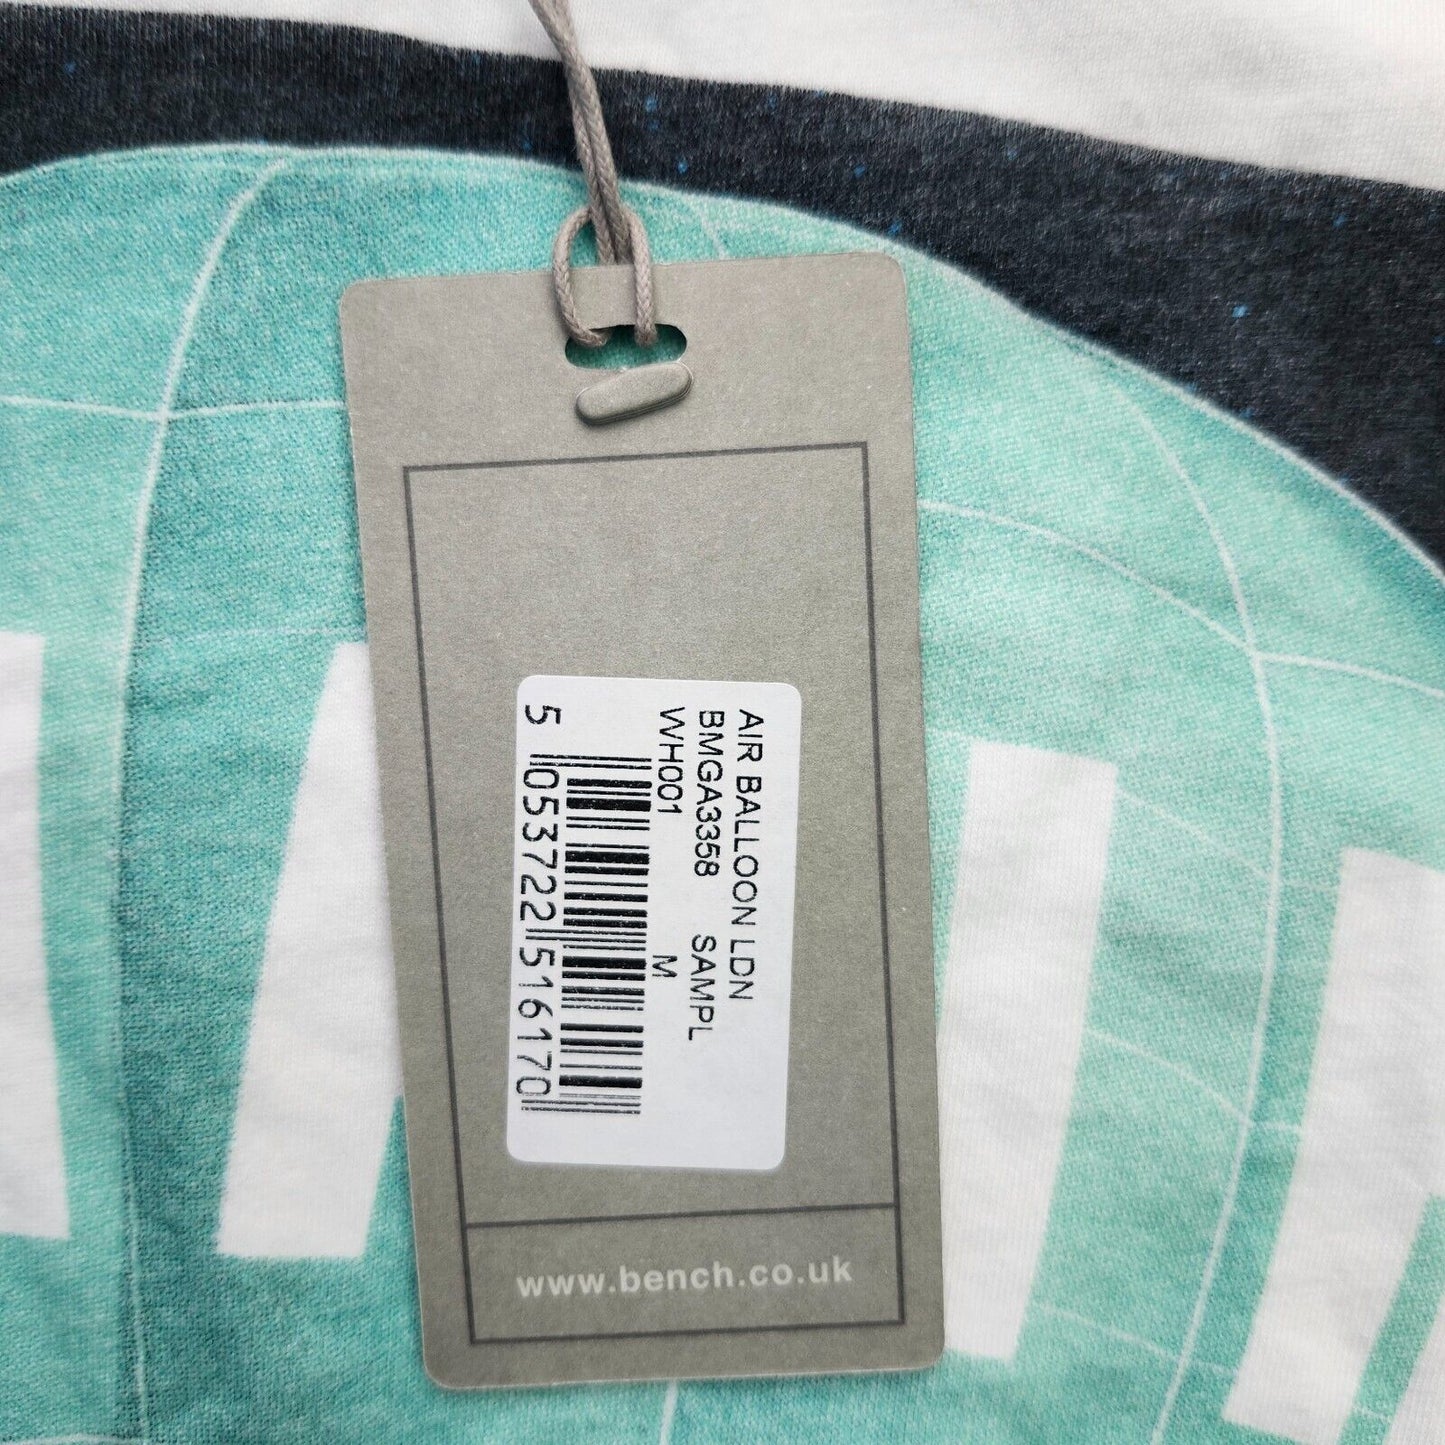 AIR BALLOON LDN
BMGA3358 SAMPL
WH001 M
5 053722 516170
www.bench.co.uk